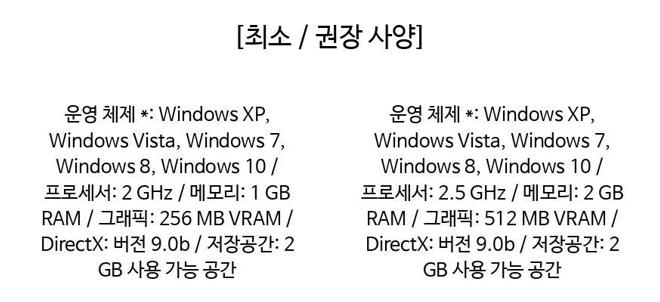 [최소 / 권장 사양]
운영 체제 *: Windows XP,
Windows Vista, Windows 7,
Windows 8, Windows 10 /
프로세서: 2 GHz / 메모리: 1 GB
RAM / 그래픽: 256 MB VRAM /
DirectX: 버전 9.0b / 저장공간: 2
GB 사용 가능 공간
운영 체제 *: Windows XP,
Windows Vista, Windows 7,
Windows 8, Windows 10 /
프로세서: 2.5 GHz / 메모리: 2 GB
RAM / 그래픽: 512 MB VRAM /
DirectX: 버전 9.0b / 저장공간: 2
GB 사용 가능 공간